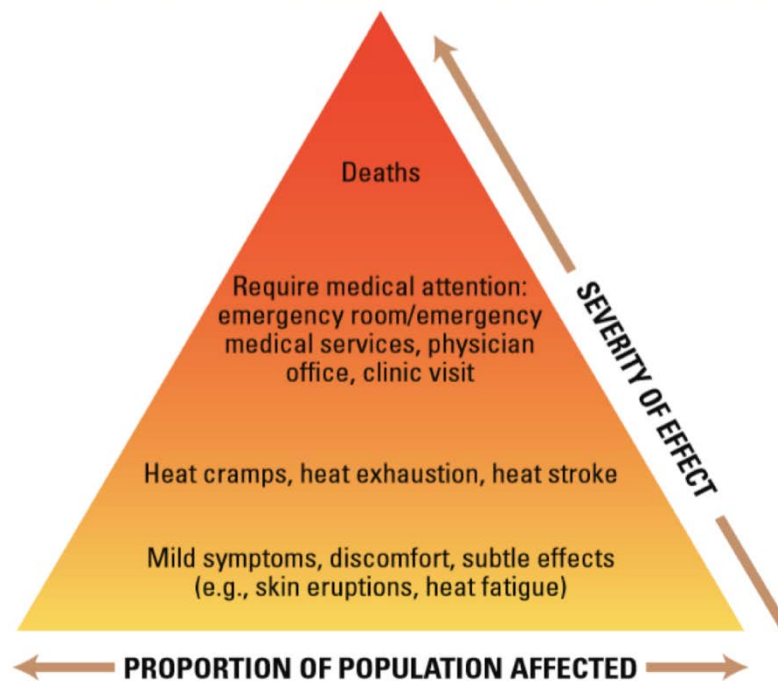 Deaths
Require medical attention:
emergency room/emergency
medical services, physician
office, clinic visit
SEVERITY OF EFFECT
Heat cramps, heat exhaustion, heat stroke
Mild symptoms, discomfort, subtle effects
(e.g., skin eruptions, heat fatigue)
PROPORTION OF POPULATION AFFECTED